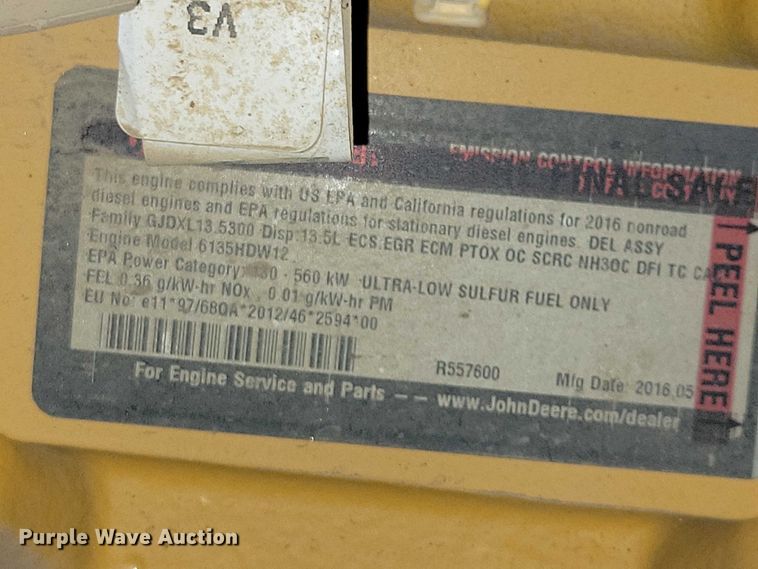 V3
EMISSION CONTROL INFORMATION
This engine complies with US EPA and California regulations for 2016 nonroad
diesel engines and EPA regulations for stationary diesel engines. DEL ASSY
Family GJDXL13.5300 Disp 13.5L ECS:EGR ECM PTOX OC SCRC NH3OC DFI TC
Engine Model 6135HDW12
EPA Power Category: - 560 kW ULTRA-LOW SULFUR FUEL ONLY
FEL 0.36 g/kW-hr NOx , 0.01 g/kW-hr PM
EU No: e11*97/68QA*2012/46*2594*00
R557600 Mfg Date: 2016.05
For Engine Service and Parts -- www.JohnDeere.com/dealer
PEEL HERE
Purple Wave Auction